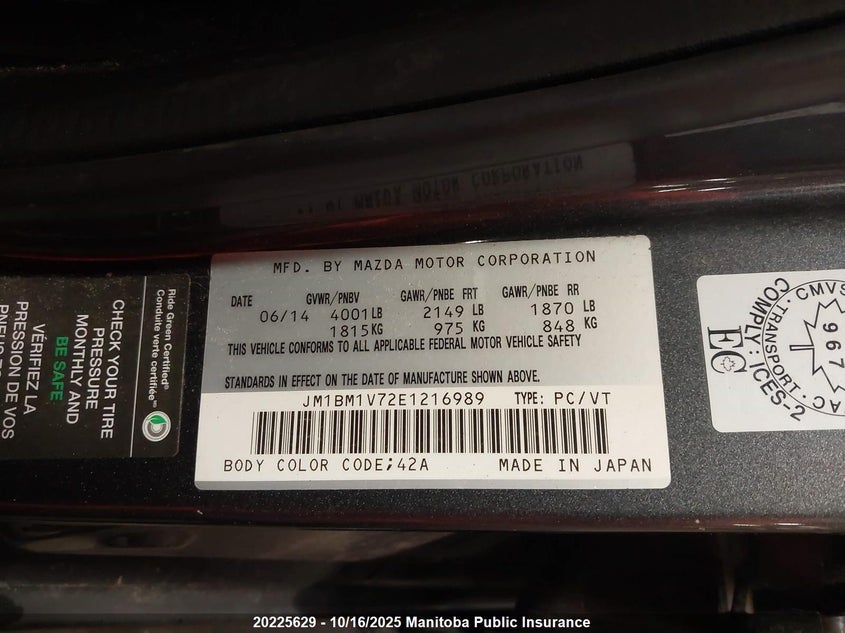 MFD. BY MAZDA MOTOR CORPORATION
DATE GVWR/PNBV GAWR/PNBE FRT GAWR/PNBE RR
06/14 4001LB 2149 LB 1870 LB
1815KG 975 KG 848 KG
THIS VEHICLE CONFORMS TO ALL APPLICABLE FEDERAL MOTOR VEHICLE SAFETY
STANDARDS IN EFFECT ON THE DATE OF MANUFACTURE SHOWN ABOVE.
JM1BM1V72E1216989 TYPE: PC/VT
BODY COLOR CODE;42A MADE IN JAPAN
Ride Green Certified®
Conduite verte certifiée
CHECK YOUR TIRE
PRESSURE
MONTHLY AND
BE SAFE
VÉRIFIEZ LA
PRESSION DE VOS
CMVS
TRANSPORT
967
AC
COMPLY: ICES-2
EC
20225629 - 10/16/2025 Manitoba Public Insurance